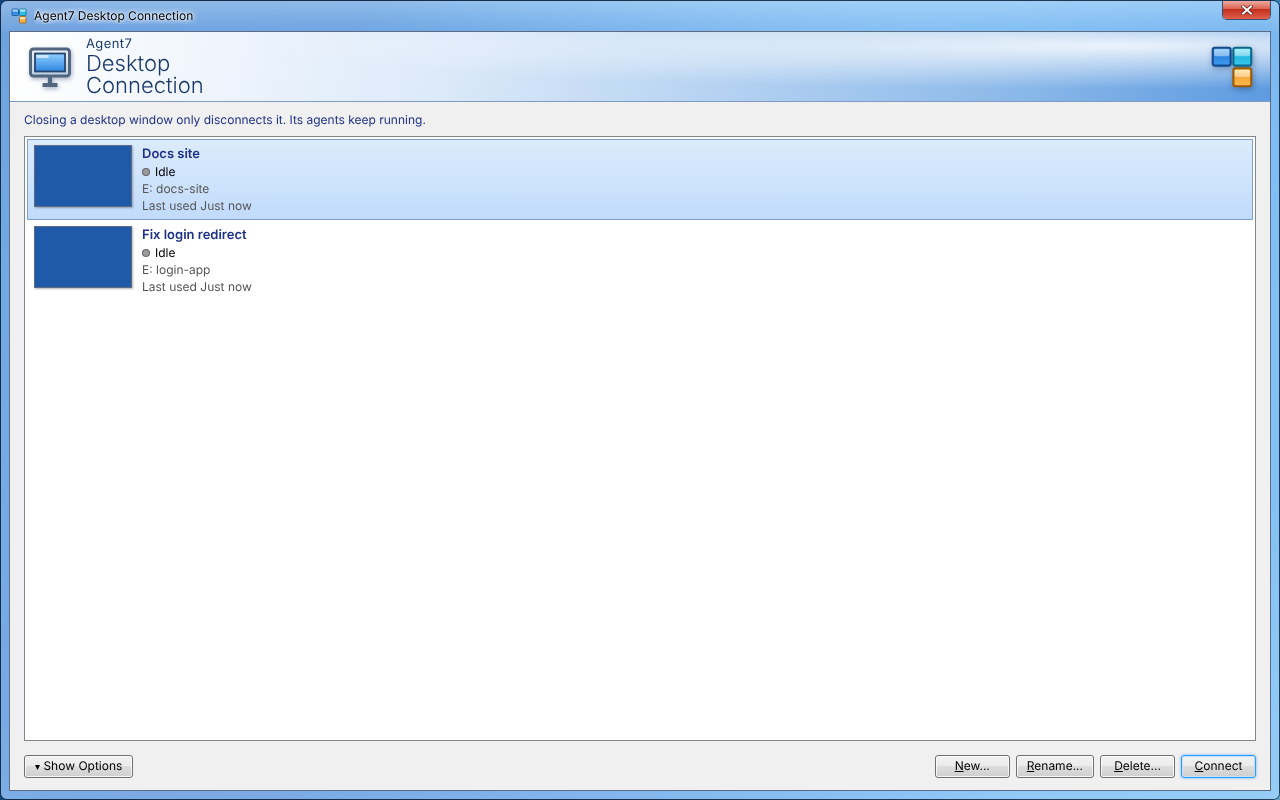 Agent7 Desktop Connection
Agent7
Desktop
Connection
Closing a desktop window only disconnects it. Its agents keep running.
Docs site
Idle
E: docs-site
Last used Just now
Fix login redirect
Idle
E: login-app
Last used Just now
▾ Show Options
New...
Rename...
Delete...
Connect